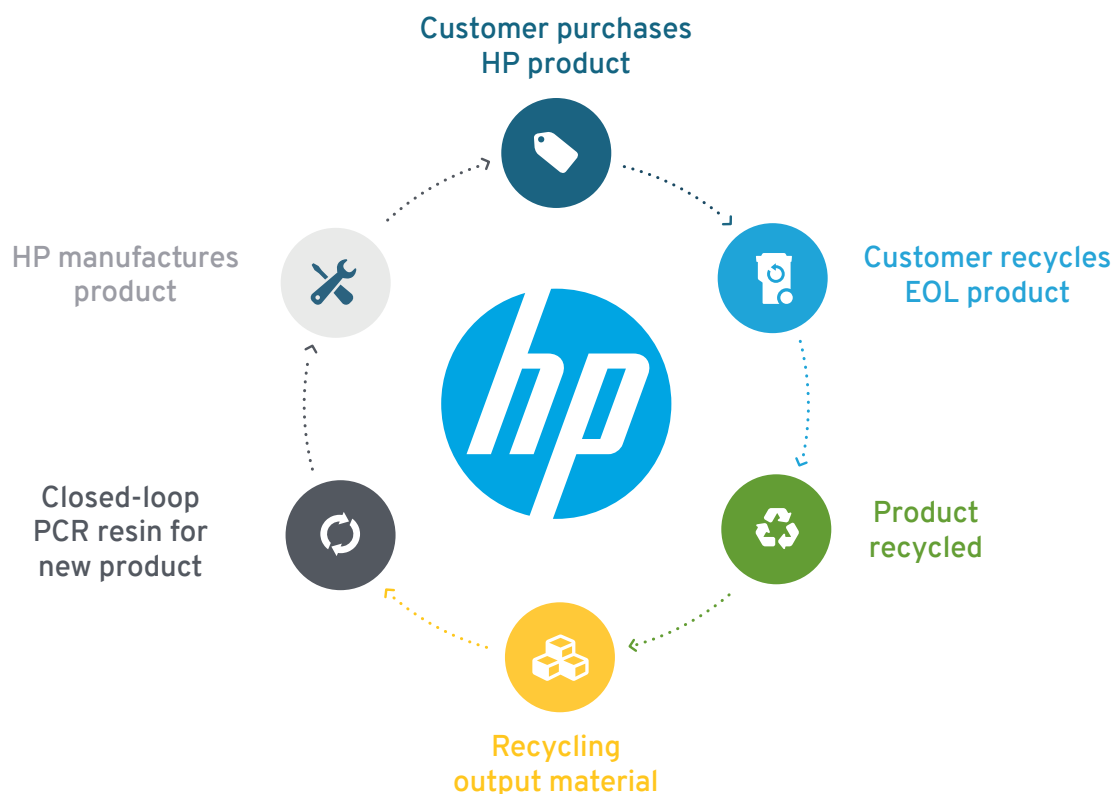 Customer purchases
HP product
Customer recycles
EOL product
Product
recycled
Recycling
output material
Closed-loop
PCR resin for
new product
HP manufactures
product
hp